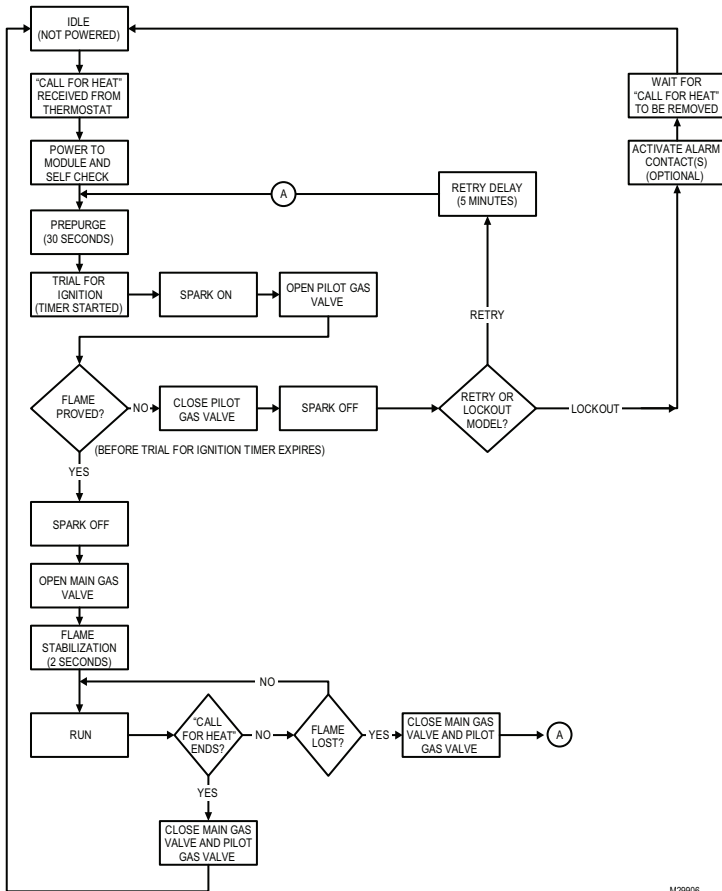 IDLE
(NOT POWERED)
"CALL FOR HEAT"
RECEIVED FROM
THERMOSTAT
WAIT FOR
"CALL FOR HEAT"
TO BE REMOVED
POWER TO
MODULE AND
SELF CHECK
ACTIVATE ALARM
CONTACT(S)
(OPTIONAL)
A
RETRY DELAY
(5 MINUTES)
PREPURGE
(30 SECONDS)
TRIAL FOR
IGNITION
(TIMER STARTED)
SPARK ON
OPEN PILOT GAS
VALVE
RETRY
FLAME
PROVED?
NO
CLOSE PILOT
GAS VALVE
SPARK OFF
RETRY OR
LOCKOUT
MODEL?
LOCKOUT
(BEFORE TRIAL FOR IGNITION TIMER EXPIRES)
YES
SPARK OFF
OPEN MAIN GAS
VALVE
FLAME
STABILIZATION
(2 SECONDS)
NO
RUN
"CALL
FOR HEAT"
ENDS?
NO
FLAME
LOST?
YES
CLOSE MAIN GAS
VALVE AND PILOT
GAS VALVE
A
YES
CLOSE MAIN GAS
VALVE AND PILOT
GAS VALVE
M29906